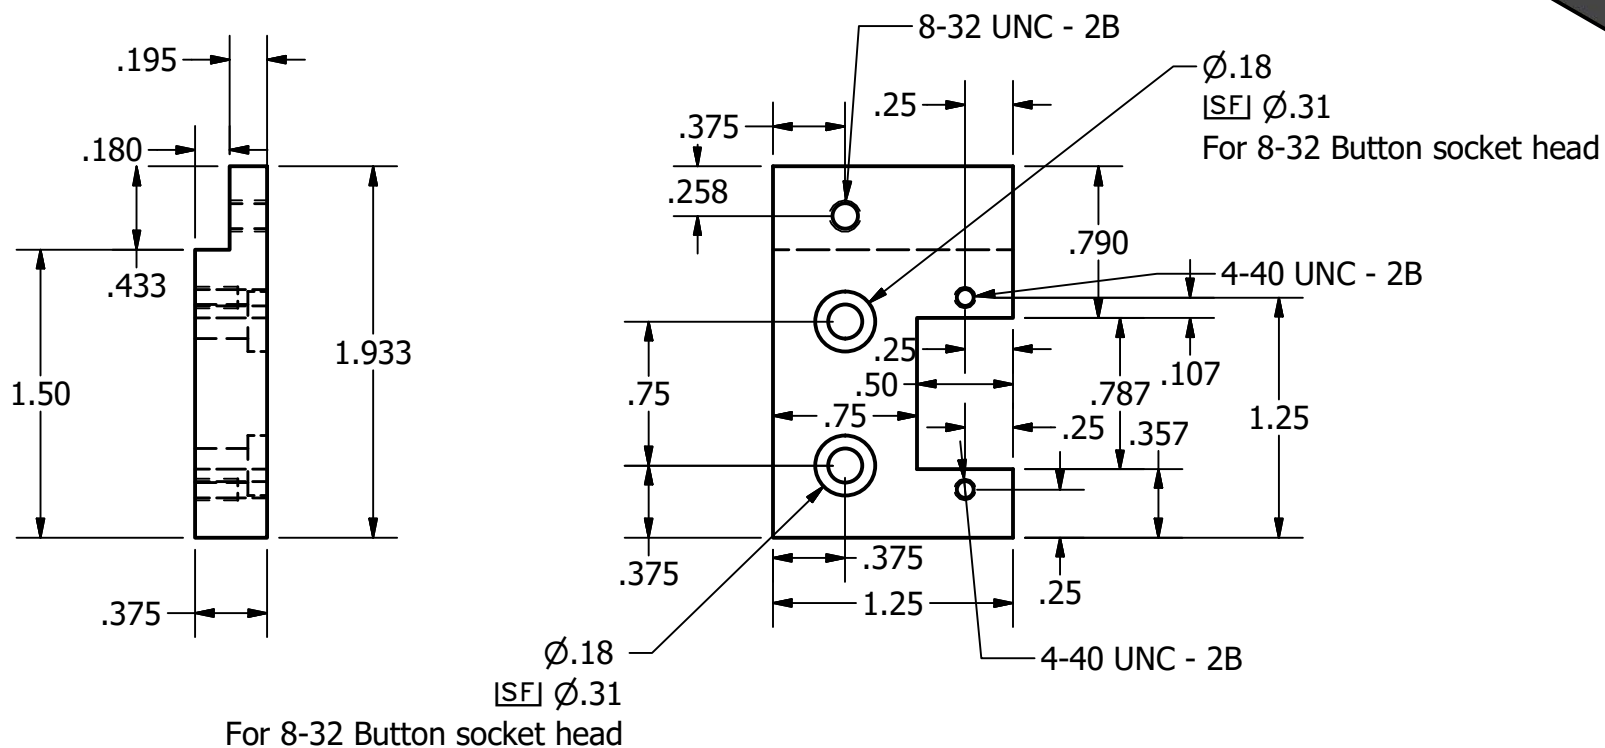 8-32 UNC - 2B
.195
Ø.18
⌴SF Ø.31
For 8-32 Button socket head
.25
.375
.180
.258
.790
.433
4-40 UNC - 2B
1.933
.25
.107
1.50
.75
.50
.787
1.25
.75
.25
.357
.375
.375
.25
.375
1.25
Ø.18
⌴SF Ø.31
For 8-32 Button socket head
4-40 UNC - 2B